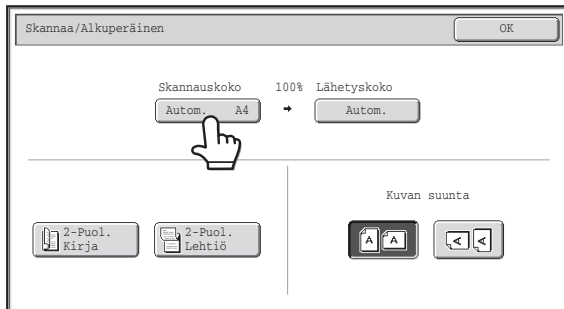 Skannaa/Alkuperäinen
OK
Skannauskoko 100% Lähetyskoko
Autom. A4
Autom.
Kuvan suunta
2-Puol.
Kirja
2-Puol.
Lehtiö
A A
A A